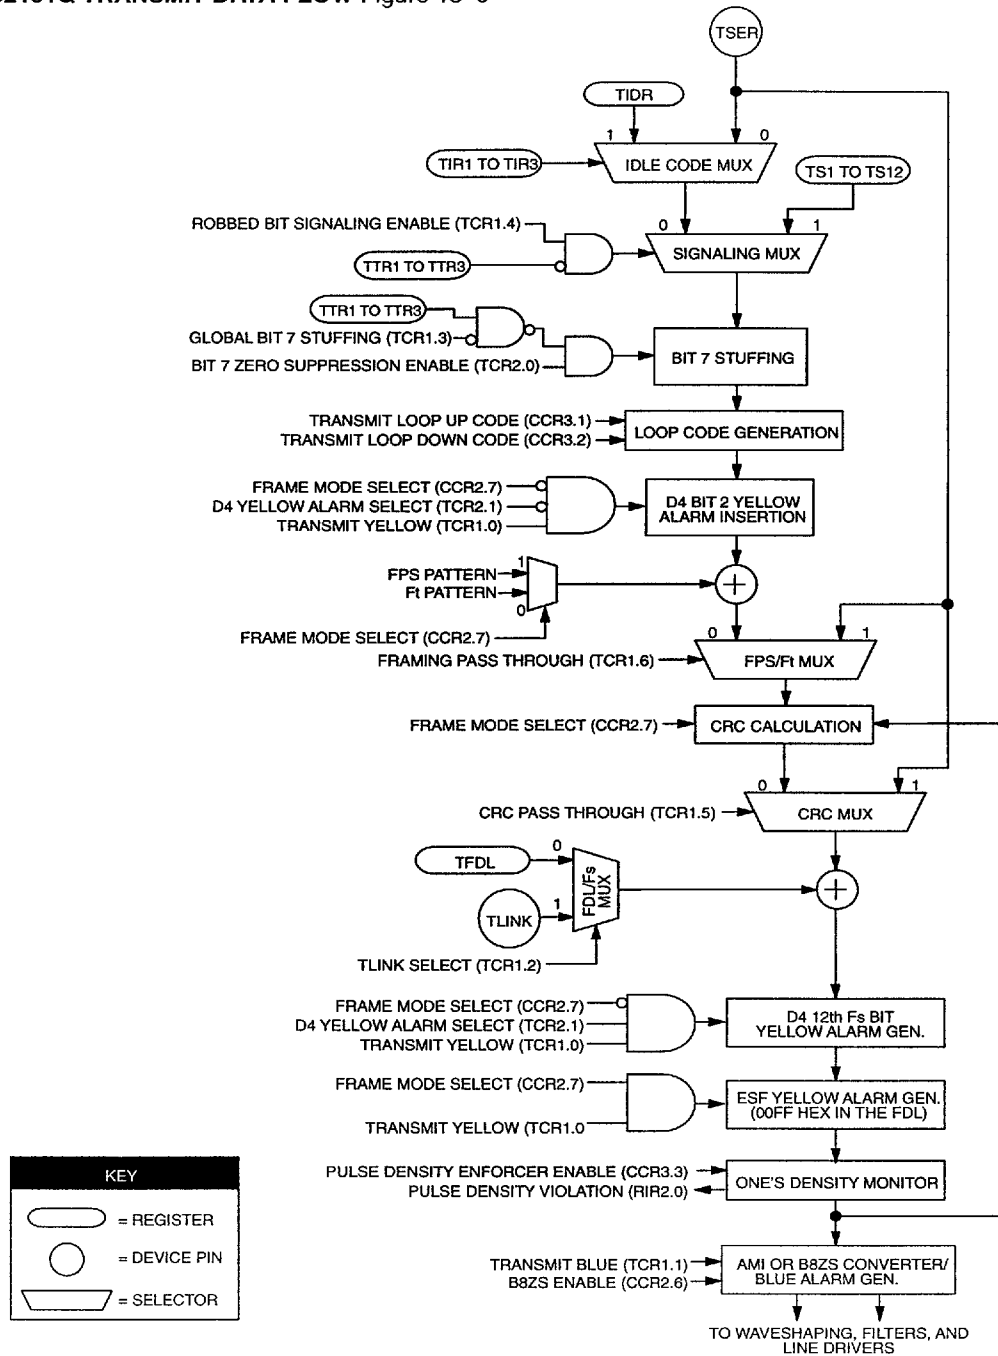 TRANSMIT DATA FLOW Figure
TSER
TIDR
1
0
TIR1 TO TIR3
IDLE CODE MUX
TS1 TO TS12
ROBBED BIT SIGNALING ENABLE (TCR1.4)
0
1
SIGNALING MUX
TTR1 TO TTR3
TTR1 TO TTR3
GLOBAL BIT 7 STUFFING (TCR1.3)
BIT 7 STUFFING
BIT 7 ZERO SUPPRESSION ENABLE (TCR2.0)
TRANSMIT LOOP UP CODE (CCR3.1)
TRANSMIT LOOP DOWN CODE (CCR3.2)
LOOP CODE GENERATION
FRAME MODE SELECT (CCR2.7)
D4 YELLOW ALARM SELECT (TCR2.1)
TRANSMIT YELLOW (TCR1.0)
D4 BIT 2 YELLOW
ALARM INSERTION
1
FPS PATTERN
Ft PATTERN
0
+
FRAME MODE SELECT (CCR2.7)
0
1
FRAMING PASS THROUGH (TCR1.6)
FPS/Ft MUX
FRAME MODE SELECT (CCR2.7)
CRC CALCULATION
0
1
CRC PASS THROUGH (TCR1.5)
CRC MUX
TFDL
0
FDL/Fs
MUX
+
TLINK
1
TLINK SELECT (TCR1.2)
FRAME MODE SELECT (CCR2.7)
D4 YELLOW ALARM SELECT (TCR2.1)
TRANSMIT YELLOW (TCR1.0)
D4 12th Fs BIT
YELLOW ALARM GEN.
FRAME MODE SELECT (CCR2.7)
TRANSMIT YELLOW (TCR1.0
ESF YELLOW ALARM GEN.
(00FF HEX IN THE FDL)
PULSE DENSITY ENFORCER ENABLE (CCR3.3)
PULSE DENSITY VIOLATION (RIR2.0)
ONE'S DENSITY MONITOR
TRANSMIT BLUE (TCR1.1)
B8ZS ENABLE (CCR2.6)
AMI OR B8ZS CONVERTER/
BLUE ALARM GEN.
TO WAVESHAPING, FILTERS, AND
LINE DRIVERS
KEY
= REGISTER
= DEVICE PIN
= SELECTOR